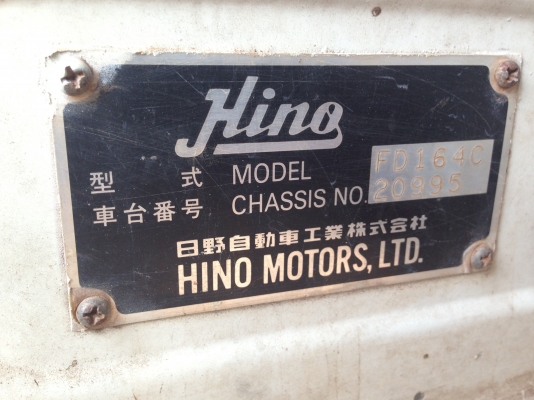 Hino
型式 MODEL FD164C
車台番号 CHASSIS NO. 20995
日野自動車工業株式会社
HINO MOTORS, LTD.